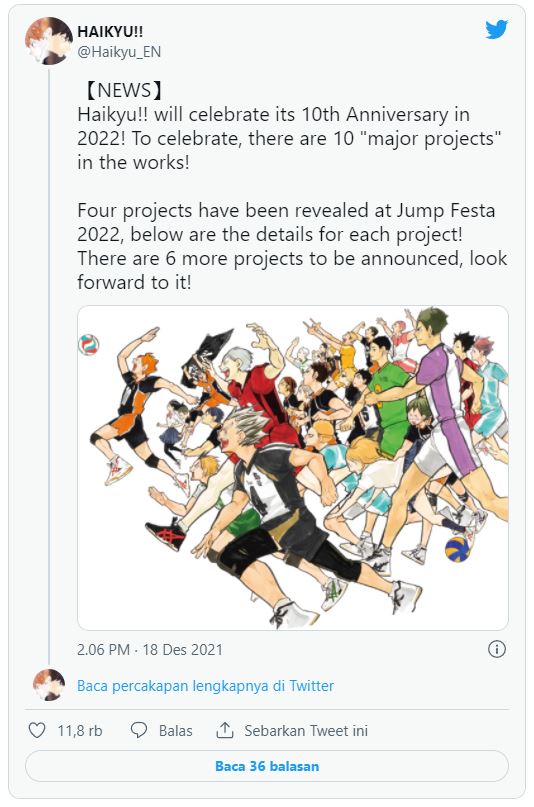 HAIKYU!!
@Haikyu_EN
【NEWS】
Haikyu!! will celebrate its 10th Anniversary in
2022! To celebrate, there are 10 "major projects"
in the works!
Four projects have been revealed at Jump Festa
2022, below are the details for each project!
There are 6 more projects to be announced, look
forward to it!
4
2.06 PM · 18 Des 2021
Baca percakapan lengkapnya di Twitter
11,8 rb
Balas
Sebarkan Tweet ini
Baca 36 balasan